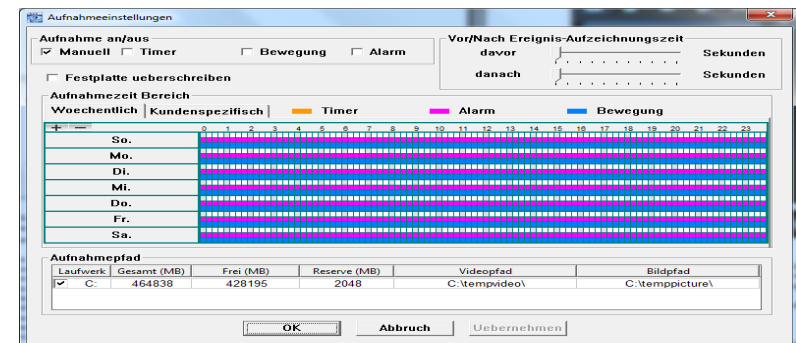 Aufnahmeeinstellungen
Aufnahme an/aus
Manuell Timer Bewegung Alarm
Vor/Nach Ereignis-Aufzeichnungszeit
davor Sekunden
danach Sekunden
Festplatte ueberschreiben
Aufnahmezeit Bereich
Woechentlich Kundenspezifisch Timer Alarm Bewegung
+ − 0 1 2 3 4 5 6 7 8 9 10 11 12 13 14 15 16 17 18 19 20 21 22 23
So.
Mo.
Di.
Mi.
Do.
Fr.
Sa.
Aufnahmepfad
Laufwerk Gesamt (MB) Frei (MB) Reserve (MB) Videopfad Bildpfad
C: 464838 428195 2048 C:\tempvideo\ C:\temppicture\
OK Abbruch Uebernehmen